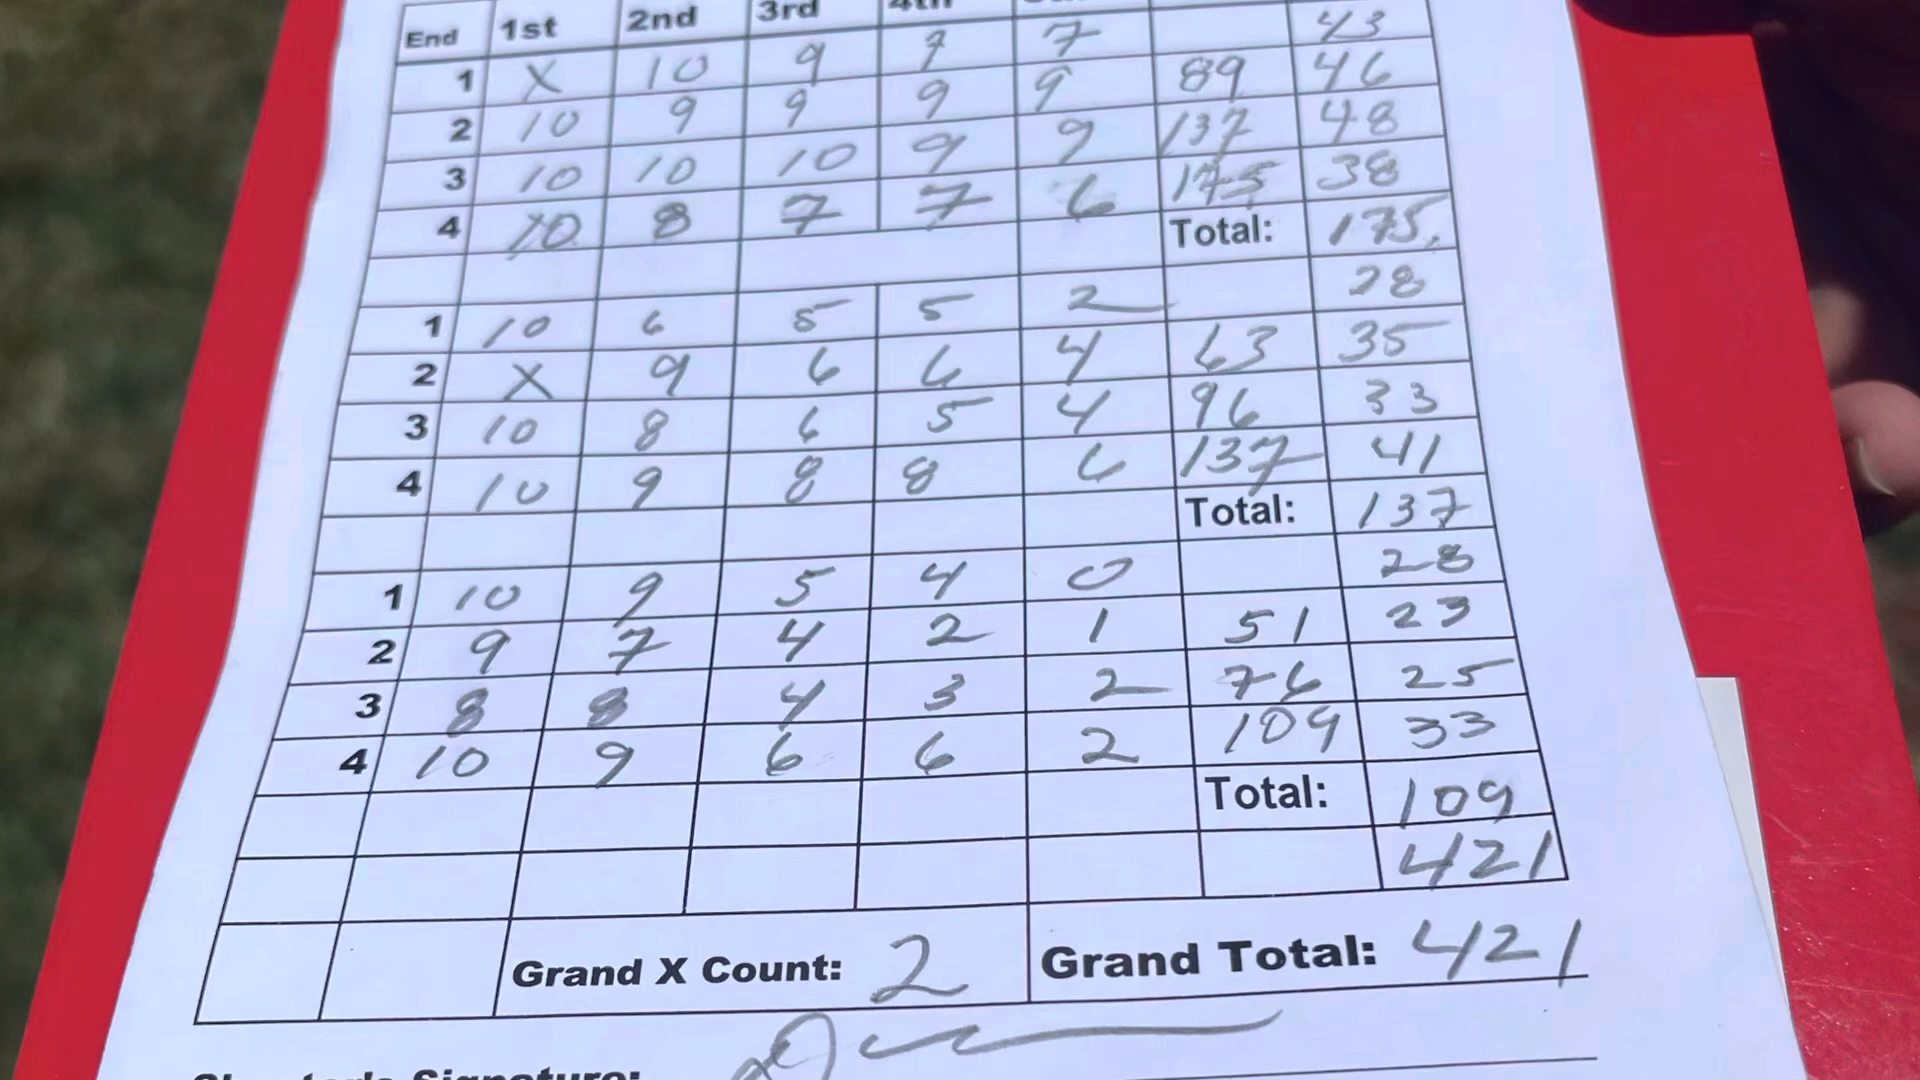 End 1st 2nd 3rd 4th
1 X 10 9 7 7 43
2 10 9 9 9 9 89 46
3 10 10 10 9 9 137 48
4 10 8 7 7 6 175 38
Total: 175
1 10 6 5 5 2 28
2 X 9 6 6 4 63 35
3 10 8 6 5 4 96 33
4 10 9 8 8 6 137 41
Total: 137
1 10 9 5 4 0 28
2 9 7 4 2 1 51 23
3 8 8 4 3 2 76 25
4 10 9 6 6 2 109 33
Total: 109
421
Grand X Count: 2 Grand Total: 421
Signature: